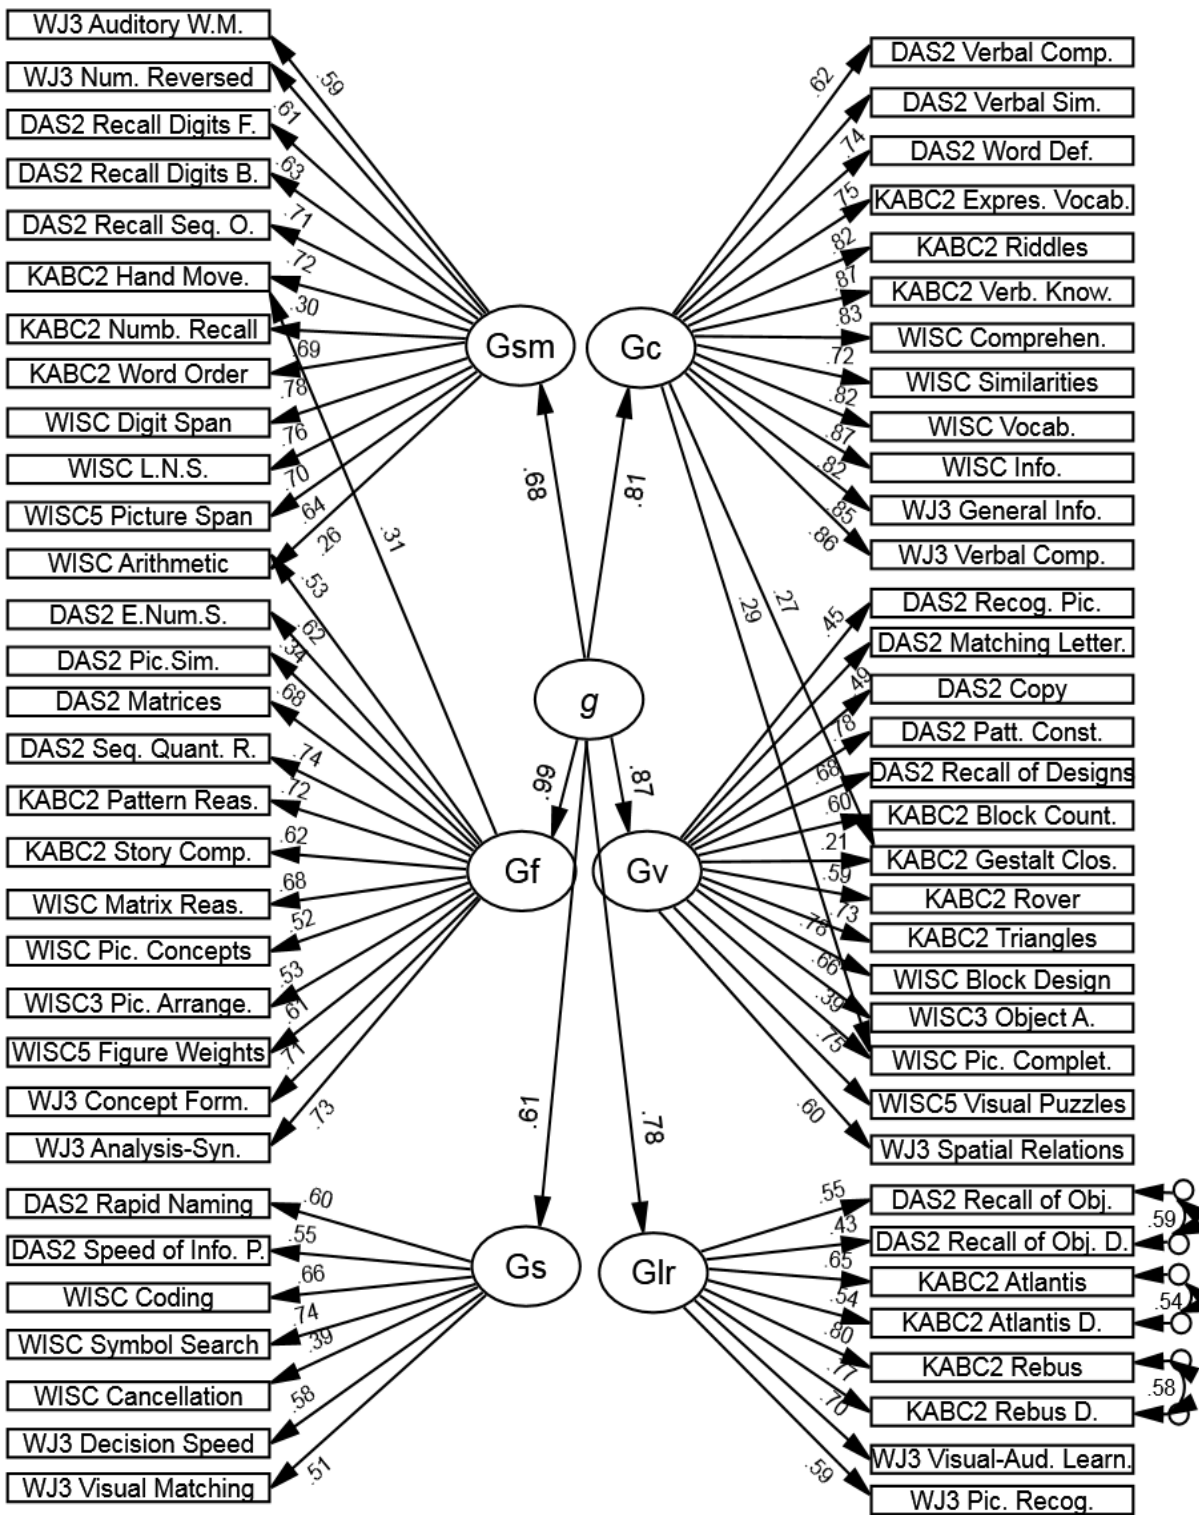 WJ3 Auditory W.M.
WJ3 Num. Reversed
DAS2 Recall Digits F.
DAS2 Recall Digits B.
DAS2 Recall Seq. O.
KABC2 Hand Move.
KABC2 Numb. Recall
KABC2 Word Order
WISC Digit Span
WISC L.N.S.
WISC5 Picture Span
WISC Arithmetic
DAS2 E.Num.S.
DAS2 Pic.Sim.
DAS2 Matrices
DAS2 Seq. Quant. R.
KABC2 Pattern Reas.
KABC2 Story Comp.
WISC Matrix Reas.
WISC Pic. Concepts
WISC3 Pic. Arrange.
WISC5 Figure Weights
WJ3 Concept Form.
WJ3 Analysis-Syn.
DAS2 Rapid Naming
DAS2 Speed of Info. P.
WISC Coding
WISC Symbol Search
WISC Cancellation
WJ3 Decision Speed
WJ3 Visual Matching
.59
.61
.63
.71
.72
.30
.69
.78
.76
.70
.64
.26
.31
.53
.62
.34
.68
.74
.72
.62
.68
.52
.53
.61
.71
.73
.60
.55
.66
.74
.39
.58
.51
Gsm
Gc
.68
.81
g
.99
.87
Gf
Gv
.61
.78
Gs
Glr
.62
.74
.75
.82
.87
.83
.72
.82
.87
.82
.85
.86
.27
.29
.45
.49
.78
.68
.60
.21
.59
.73
.78
.66
.39
.75
.60
.55
.43
.65
.54
.80
.77
.70
.59
DAS2 Verbal Comp.
DAS2 Verbal Sim.
DAS2 Word Def.
KABC2 Expres. Vocab.
KABC2 Riddles
KABC2 Verb. Know.
WISC Comprehen.
WISC Similarities
WISC Vocab.
WISC Info.
WJ3 General Info.
WJ3 Verbal Comp.
DAS2 Recog. Pic.
DAS2 Matching Letter.
DAS2 Copy
DAS2 Patt. Const.
DAS2 Recall of Designs
KABC2 Block Count.
KABC2 Gestalt Clos.
KABC2 Rover
KABC2 Triangles
WISC Block Design
WISC3 Object A.
WISC Pic. Complet.
WISC5 Visual Puzzles
WJ3 Spatial Relations
DAS2 Recall of Obj.
DAS2 Recall of Obj. D.
KABC2 Atlantis
KABC2 Atlantis D.
KABC2 Rebus
KABC2 Rebus D.
WJ3 Visual-Aud. Learn.
WJ3 Pic. Recog.
.59
.54
.58